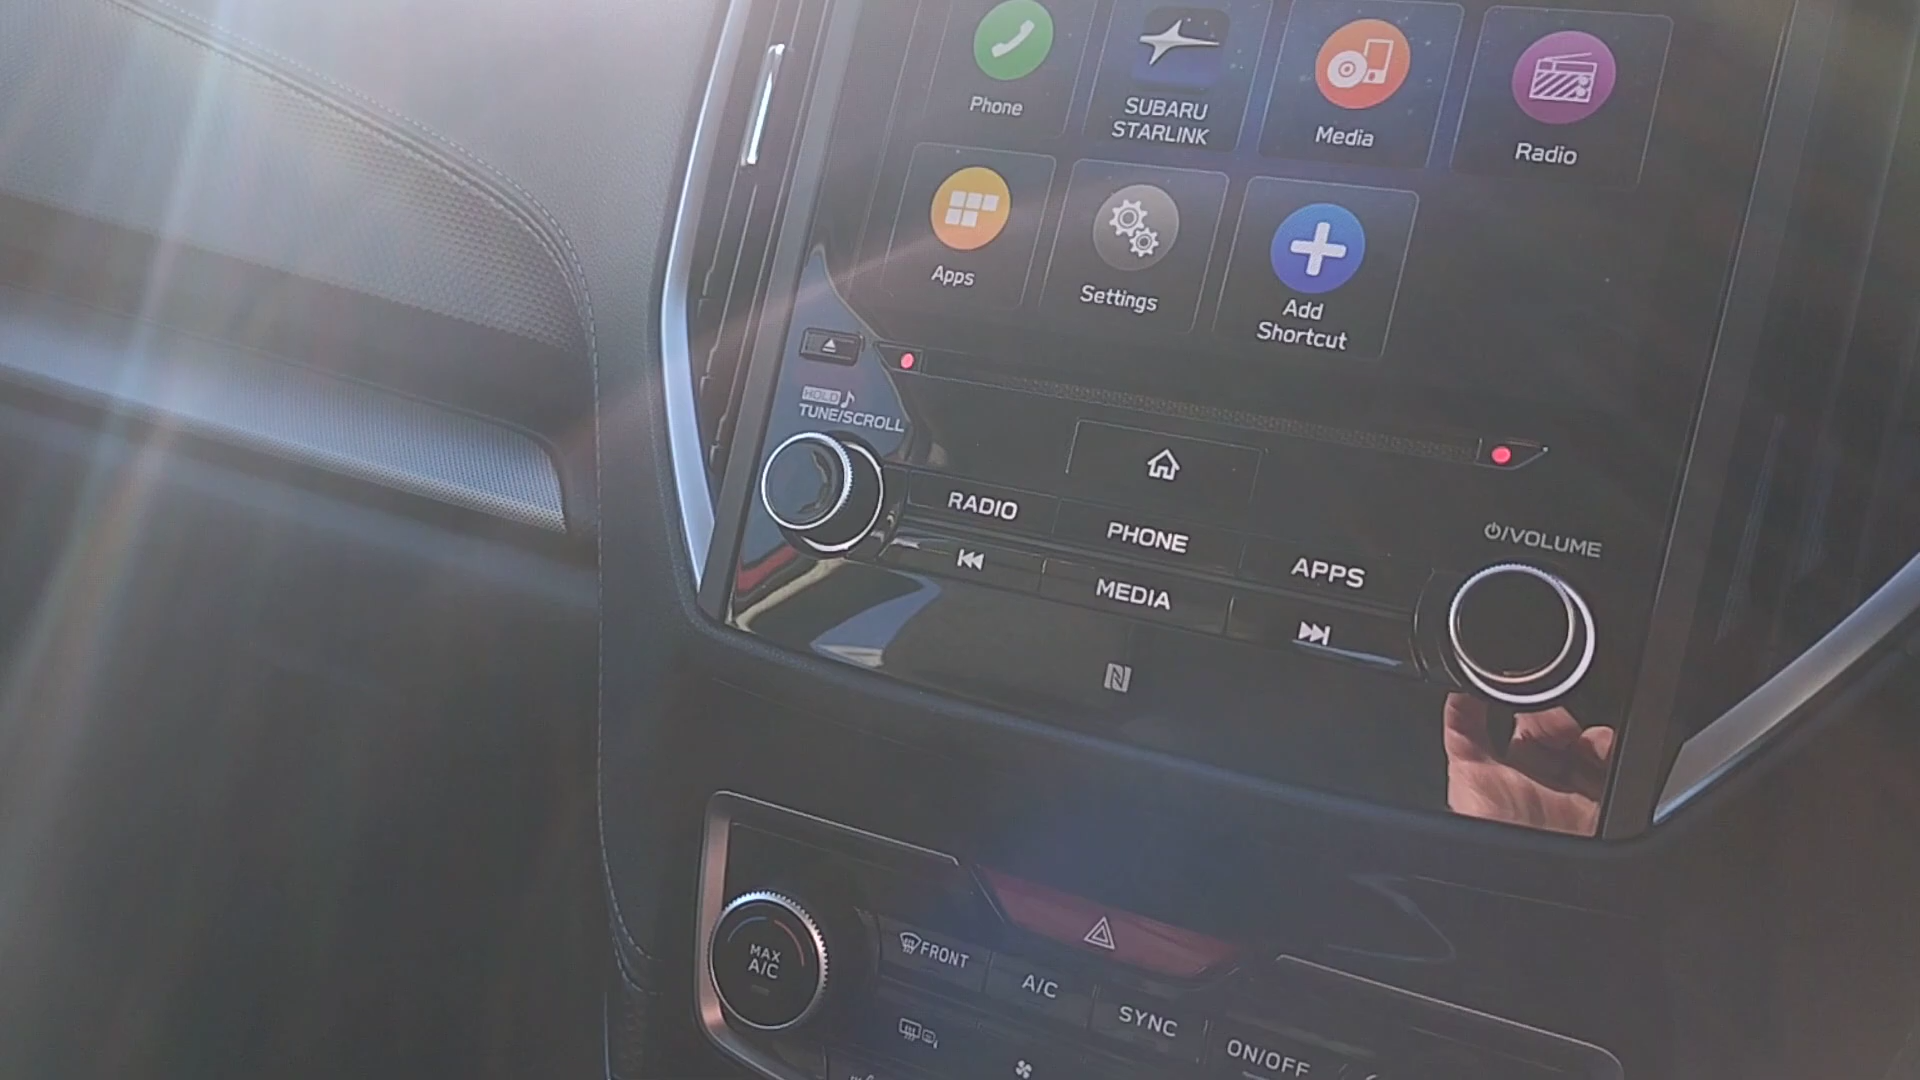 Phone
SUBARU
STARLINK
Media
Radio
Apps
Settings
Add
Shortcut
HOLD
TUNE/SCROLL
RADIO
PHONE
APPS
MEDIA
/VOLUME
MAX
A/C
FRONT
A/C
SYNC
ON/OFF